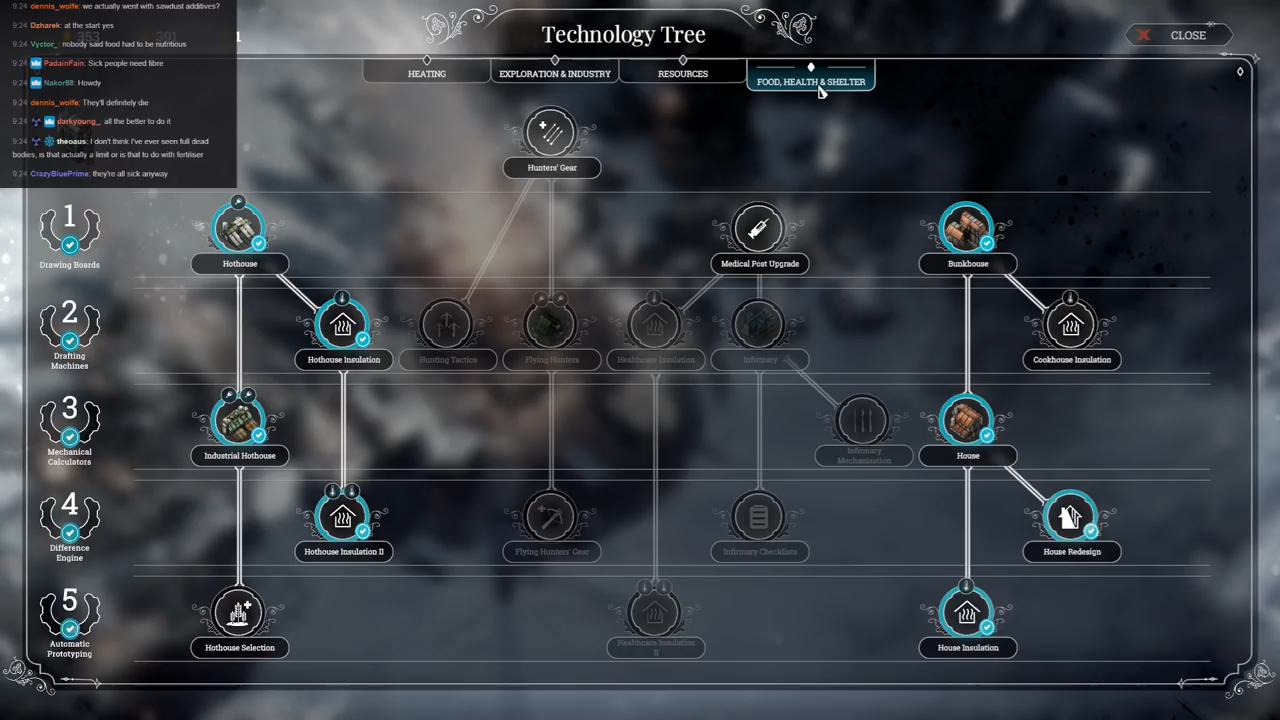 9:24 dennis_wolfe: we actually went with sawdust additives?
9:24 Dzharek: at the start yes
9:24 Vyctor_: nobody said food had to be nutritious
9:24 PadainFain: Sick people need fibre
9:24 Nakor88: Howdy
9:24 dennis_wolfe: They'll definitely die
9:24 darkyoung_: all the better to do it
9:24 theoaus: I don't think I've ever seen full dead
bodies, is that actually a limit or is that to do with fertiliser
9:24 CrazyBluePrime: they're all sick anyway
Technology Tree
CLOSE
HEATING
EXPLORATION & INDUSTRY
RESOURCES
FOOD, HEALTH & SHELTER
Hunters' Gear
1
Drawing Boards
Hothouse
Medical Post Upgrade
Bunkhouse
2
Drafting
Machines
Hothouse Insulation
Hunting Tactics
Flying Hunters
Healthcare Insulation
Infirmary
Cookhouse Insulation
3
Mechanical
Calculators
Industrial Hothouse
Infirmary
Mechanization
House
4
Difference
Engine
Hothouse Insulation II
Flying Hunters' Gear
Infirmary Checklists
House Redesign
5
Automatic
Prototyping
Hothouse Selection
Healthcare Insulation
II
House Insulation